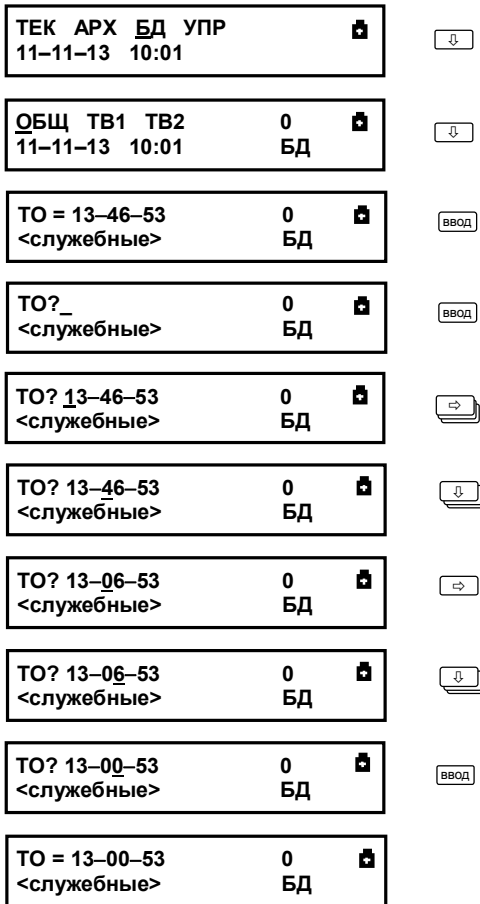 ТЕК АРХ БД УПР
11–11–13 10:01
ОБЩ ТВ1 ТВ2 0
11–11–13 10:01 БД
ТО = 13–46–53 0
<служебные> БД
ввод
ТО?_ 0
<служебные> БД
ввод
ТО? 13–46–53 0
<служебные> БД
ТО? 13–46–53 0
<служебные> БД
ТО? 13–06–53 0
<служебные> БД
ТО? 13–06–53 0
<служебные> БД
ТО? 13–00–53 0
<служебные> БД
ввод
ТО = 13–00–53 0
<служебные> БД